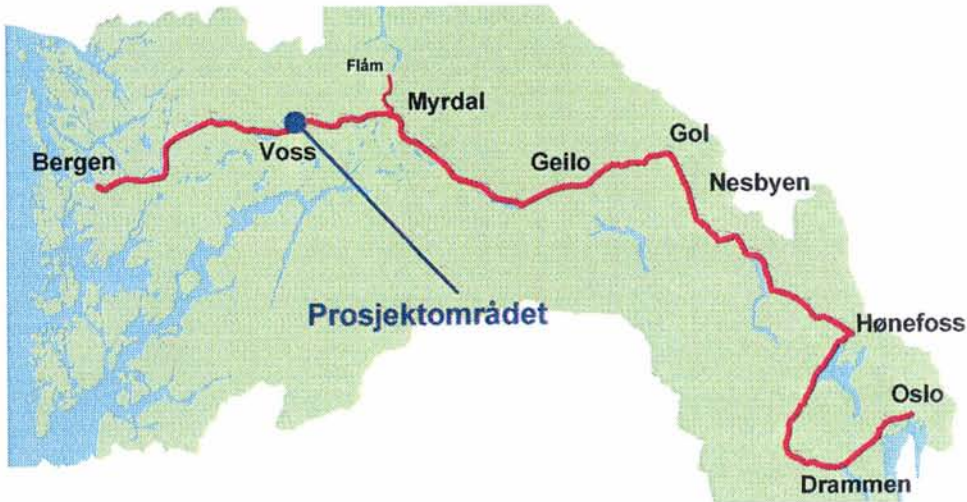 Flåm
Myrdal
Bergen
Voss
Geilo
Gol
Nesbyen
Prosjektområdet
Hønefoss
Oslo
Drammen